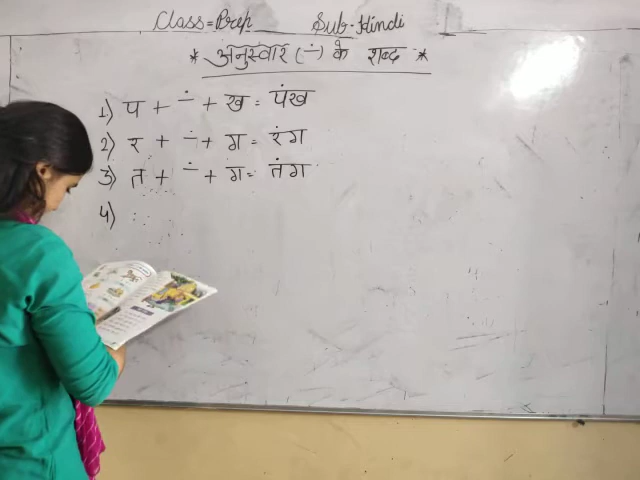 Class=Prep Sub-Hindi
* अनुस्वार (ं) के शब्द *
1) प + ं + ख = पंख
2) र + ं + ग = रंग
3) त + ं + ग = तंग
4)